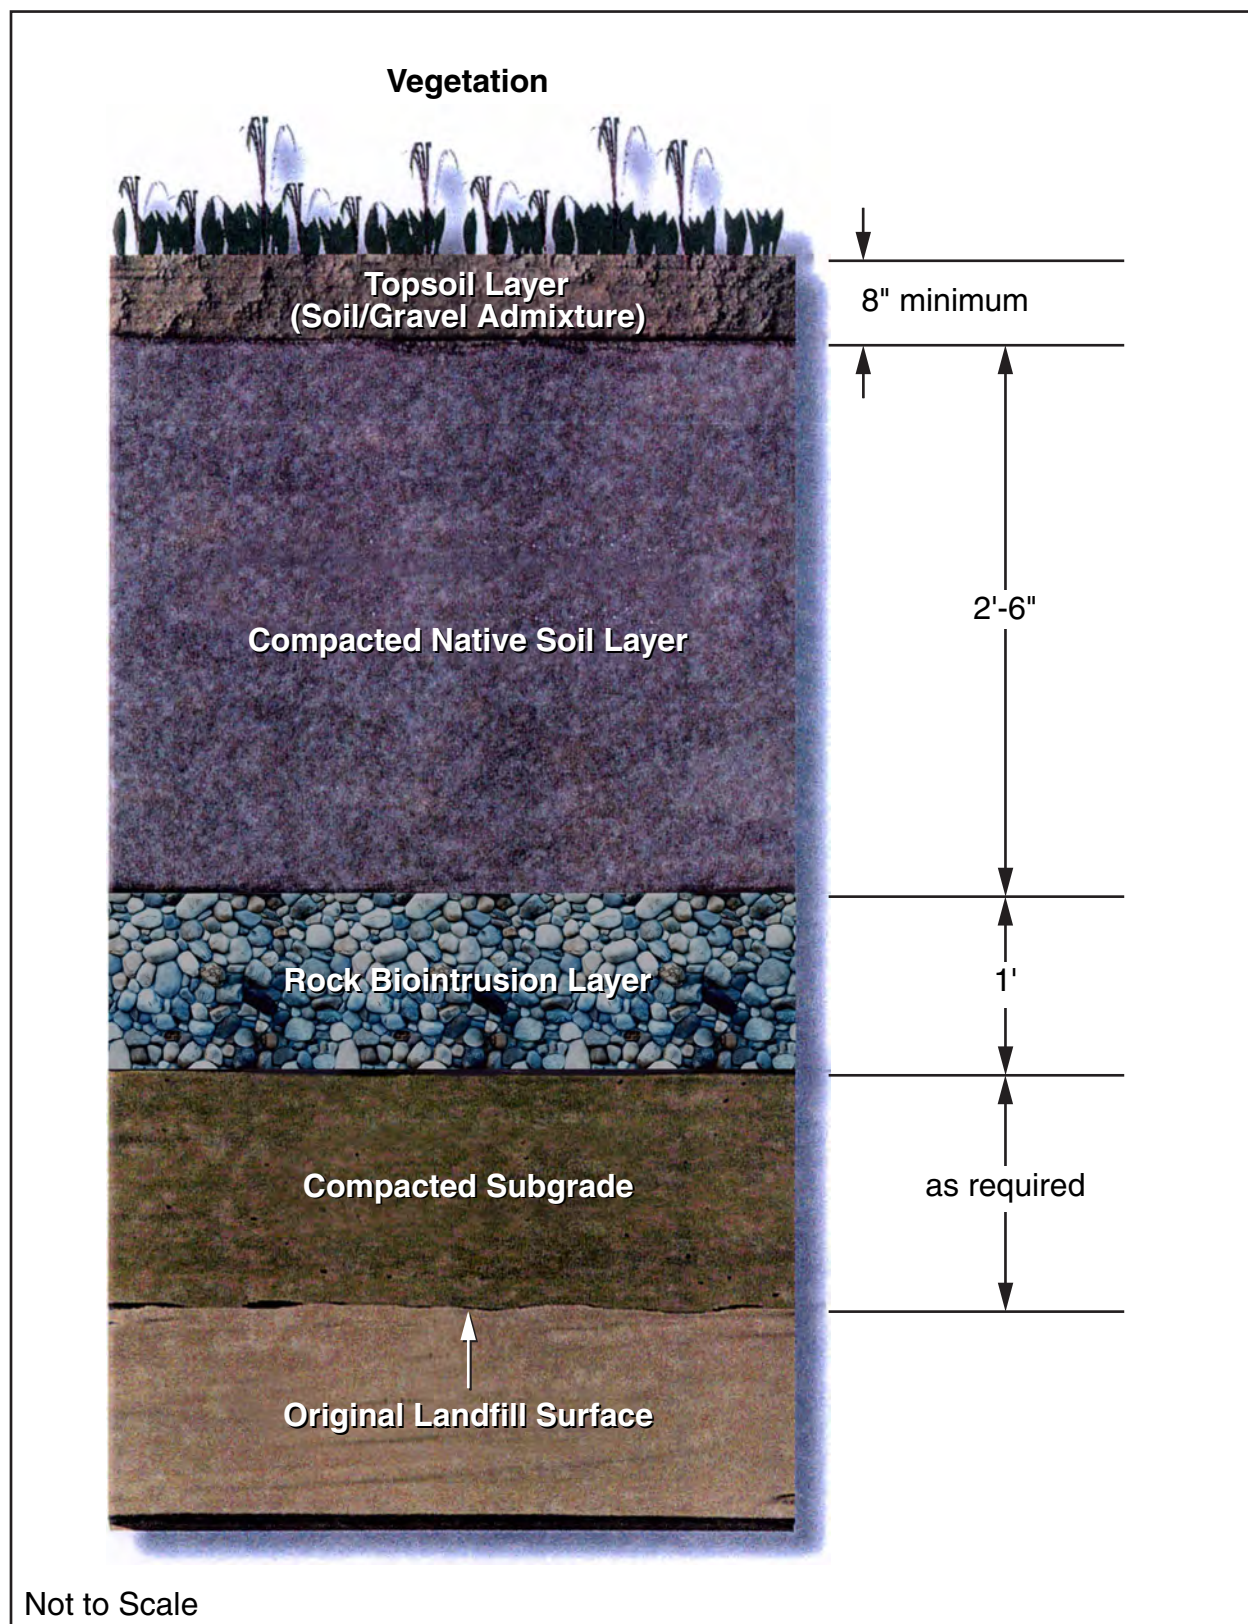 Vegetation
Topsoil Layer
(Soil/Gravel Admixture)
8" minimum
2'-6"
Compacted Native Soil Layer
Rock Biointrusion Layer
1'
Compacted Subgrade
as required
Original Landfill Surface
Not to Scale